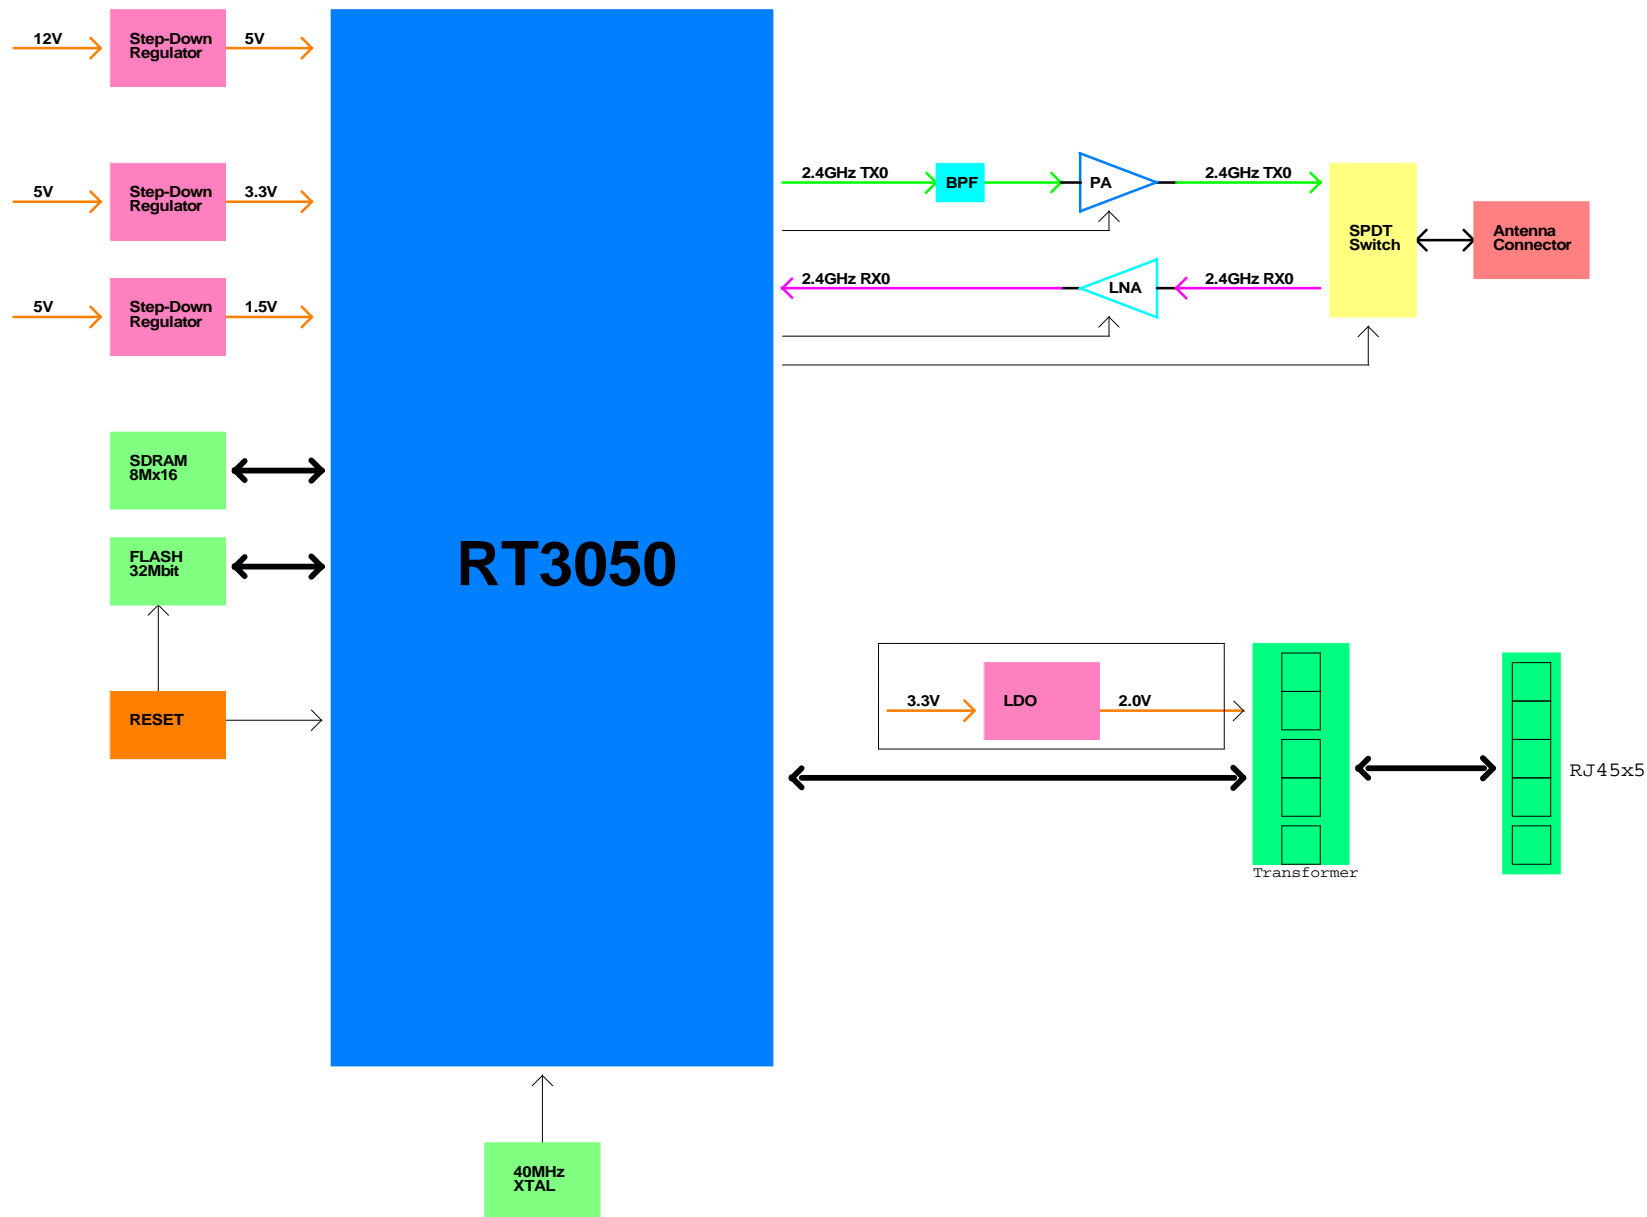 12V
Step-Down
Regulator
5V
5V
Step-Down
Regulator
3.3V
5V
Step-Down
Regulator
1.5V
SDRAM
8Mx16
FLASH
32Mbit
RESET
RT3050
40MHz
XTAL
2.4GHz TX0
BPF
PA
2.4GHz TX0
2.4GHz RX0
LNA
2.4GHz RX0
SPDT
Switch
Antenna
Connector
3.3V
LDO
2.0V
Transformer
RJ45x5